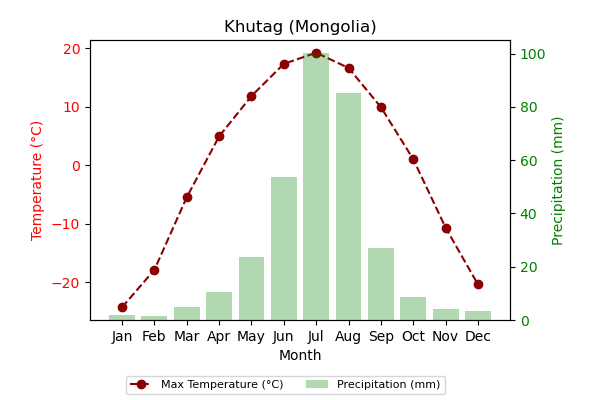 Khutag (Mongolia)
20
10
0
−10
−20
Temperature (°C)
100
80
60
40
20
0
Precipitation (mm)
Jan Feb Mar Apr May Jun Jul Aug Sep Oct Nov Dec
Month
Max Temperature (°C) Precipitation (mm)